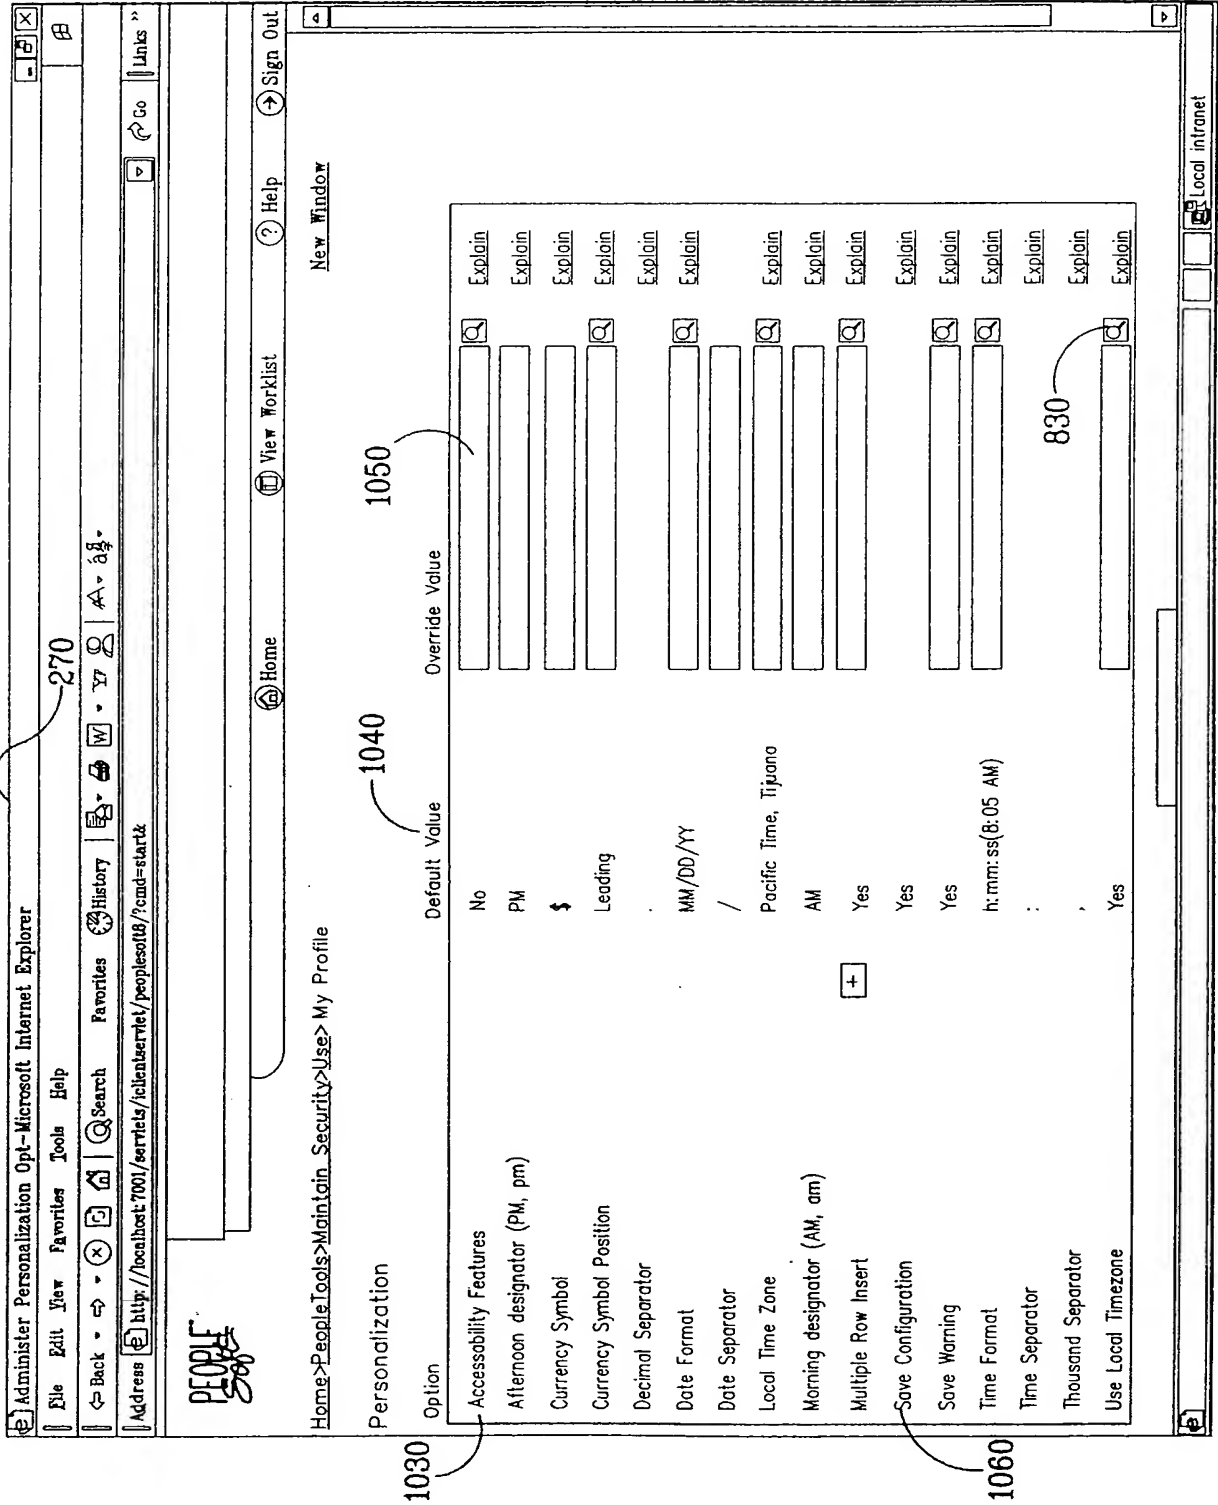 Administer Personalization Opt-Microsoft Internet Explorer
File Edit View Favorites Tools Help
270
Back Search Favorites History
Address http://localhost:7001/servlets/iclientservlet/peoplesoft8/?cmd=start& Go Links »
PEOPLE
Soft
Home View Worklist ? Help Sign Out
Home>PeopleTools>Maintain Security>Use> My Profile
New Window
Personalization
1040
1050
Option Default Value Override Value
1030
Accessability Features No Explain
Afternoon designator (PM, pm) PM Explain
Currency Symbol $ Explain
Currency Symbol Position Leading Explain
Decimal Separator . Explain
Date Format MM/DD/YY Explain
Date Separator / 
Local Time Zone Pacific Time, Tijuana Explain
Morning designator (AM, am) AM Explain
Multiple Row Insert + Yes Explain
Save Configuration Yes Explain
Save Warning Yes Explain
Time Format h:mm:ss(8:05 AM) Explain
Time Separator : Explain
Thousand Separator , Explain
Use Local Timezone Yes Explain
1060
830
Local intranet